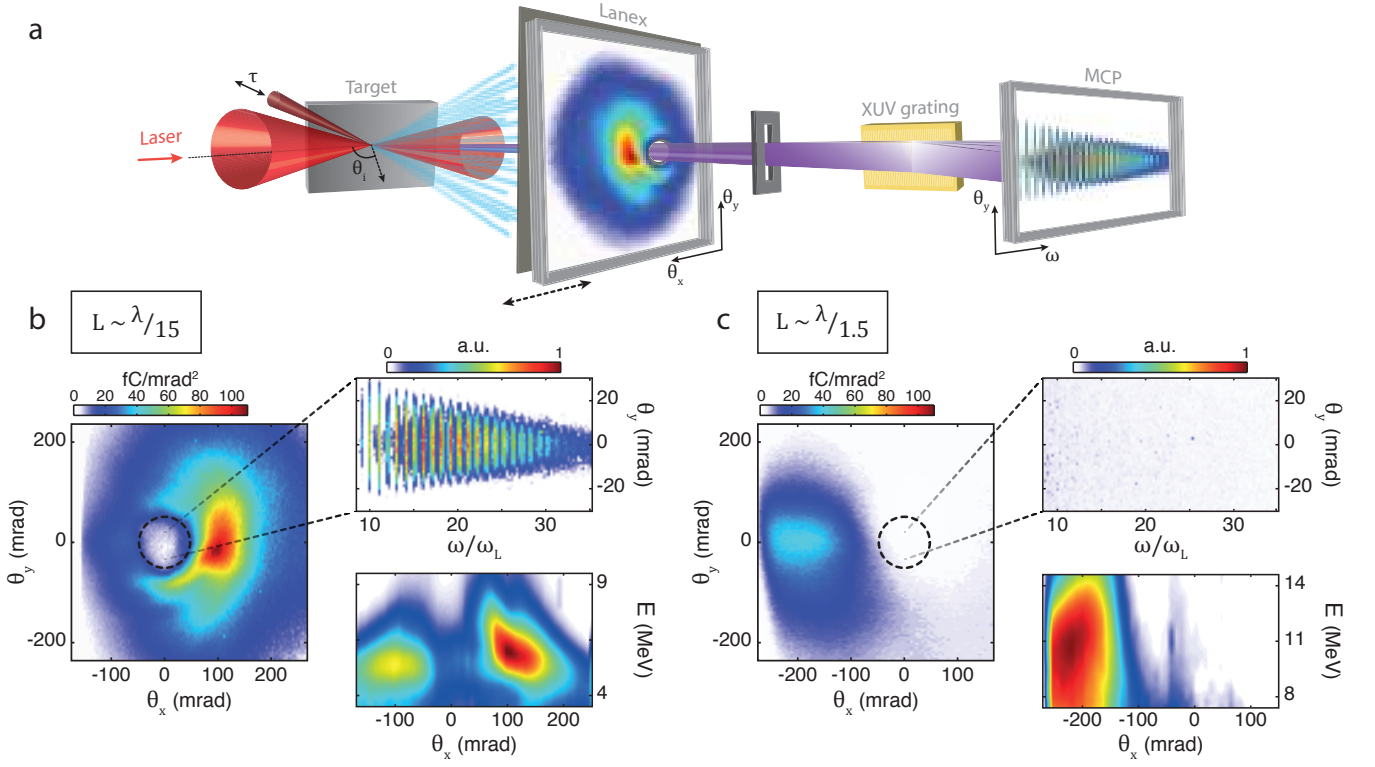 a
Lanex
τ
Target
MCP
XUV grating
Laser
θi
θy
θx
θy
ω
b
L ~ λ/15
c
L ~ λ/1.5
a.u.
0 1
fC/mrad²
0 20 40 60 80 100
200
0
-200
θy (mrad)
-100 0 100 200
θx (mrad)
20
0
-20
θy (mrad)
10 20 30
ω/ωL
9
4
E (MeV)
-100 0 100 200
θx (mrad)
a.u.
0 1
fC/mrad²
0 20 40 60 80 100
200
0
-200
θy (mrad)
-200 -100 0 100
θx (mrad)
20
0
-20
θy (mrad)
10 20 30
ω/ωL
14
11
8
E (MeV)
-200 -100 0 100
θx (mrad)